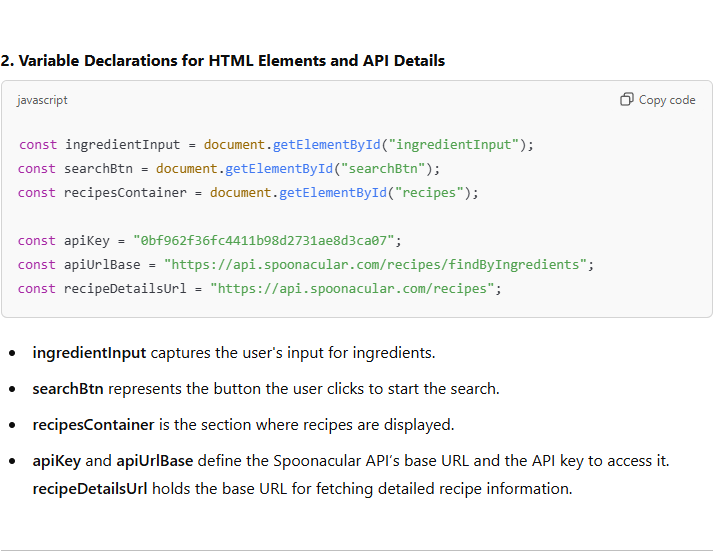 2. Variable Declarations for HTML Elements and API Details
javascript
Copy code
const ingredientInput = document.getElementById("ingredientInput");
const searchBtn = document.getElementById("searchBtn");
const recipesContainer = document.getElementById("recipes");
const apiKey = "0bf962f36fc4411b98d2731ae8d3ca07";
const apiUrlBase = "https://api.spoonacular.com/recipes/findByIngredients";
const recipeDetailsUrl = "https://api.spoonacular.com/recipes";
• ingredientInput captures the user's input for ingredients.
• searchBtn represents the button the user clicks to start the search.
• recipesContainer is the section where recipes are displayed.
• apiKey and apiUrlBase define the Spoonacular API's base URL and the API key to access it.
recipeDetailsUrl holds the base URL for fetching detailed recipe information.